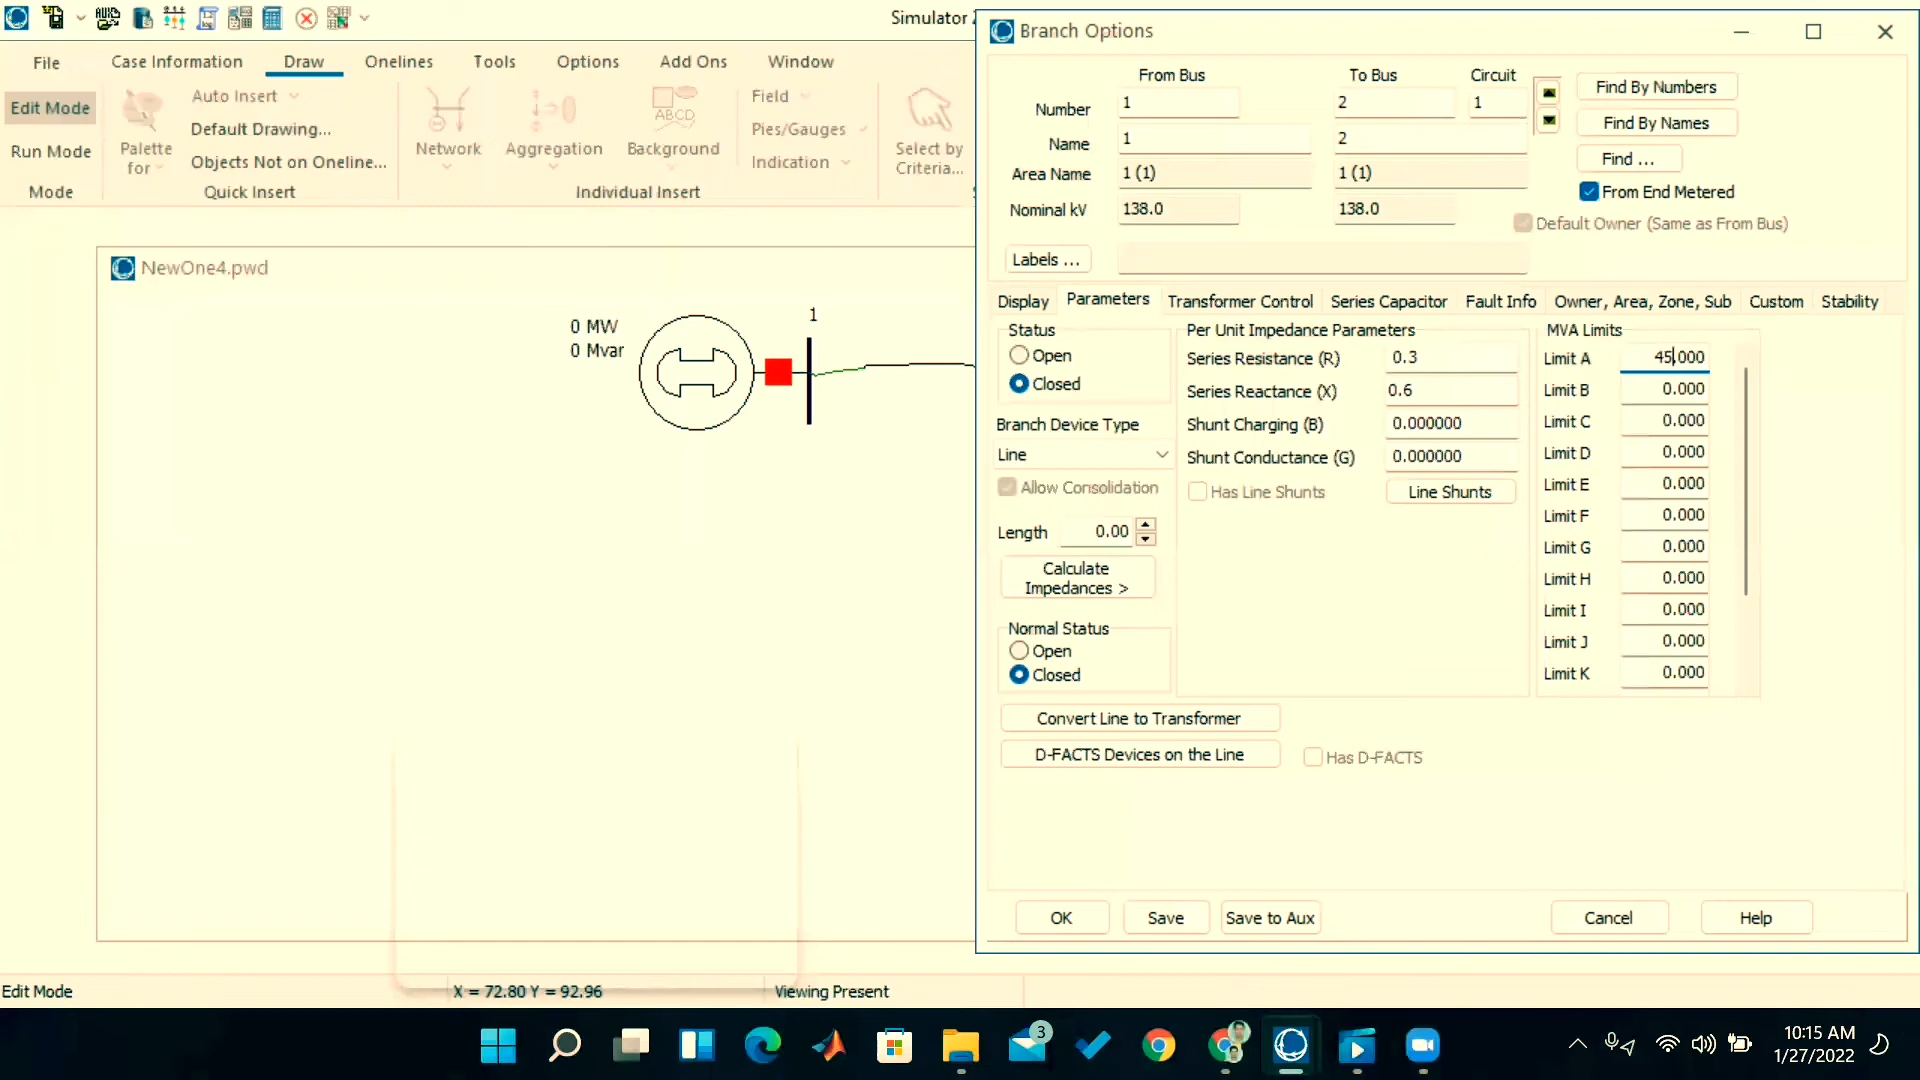 Simulator
File
Case Information
Draw
Onelines
Tools
Options
Add Ons
Window
Edit Mode
Run Mode
Mode
Palette
for
Auto Insert
Default Drawing...
Objects Not on Oneline...
Quick Insert
Network
Aggregation
ABCD
Background
Field
Pies/Gauges
Indication
Individual Insert
Select by
Criteria...
NewOne4.pwd
0 MW
0 Mvar
1
Branch Options
From Bus
To Bus
Circuit
Number
1
2
1
Name
1
2
Area Name
1 (1)
1 (1)
Nominal kV
138.0
138.0
Labels ...
Find By Numbers
Find By Names
Find ...
From End Metered
Default Owner (Same as From Bus)
Display
Parameters
Transformer Control
Series Capacitor
Fault Info
Owner, Area, Zone, Sub
Custom
Stability
Status
Open
Closed
Branch Device Type
Line
Allow Consolidation
Length
0.00
Calculate
Impedances >
Normal Status
Open
Closed
Per Unit Impedance Parameters
Series Resistance (R)
0.3
Series Reactance (X)
0.6
Shunt Charging (B)
0.000000
Shunt Conductance (G)
0.000000
Has Line Shunts
Line Shunts
MVA Limits
Limit A
45.000
Limit B
0.000
Limit C
0.000
Limit D
0.000
Limit E
0.000
Limit F
0.000
Limit G
0.000
Limit H
0.000
Limit I
0.000
Limit J
0.000
Limit K
0.000
Convert Line to Transformer
D-FACTS Devices on the Line
Has D-FACTS
OK
Save
Save to Aux
Cancel
Help
Edit Mode
X = 72.80 Y = 92.96
Viewing Present
3
10:15 AM
1/27/2022